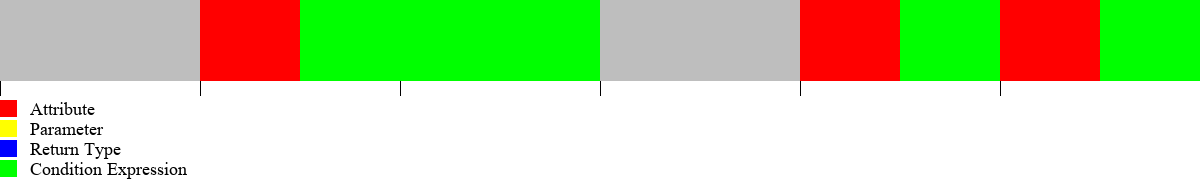 Attribute
Parameter
Return Type
Condition Expression